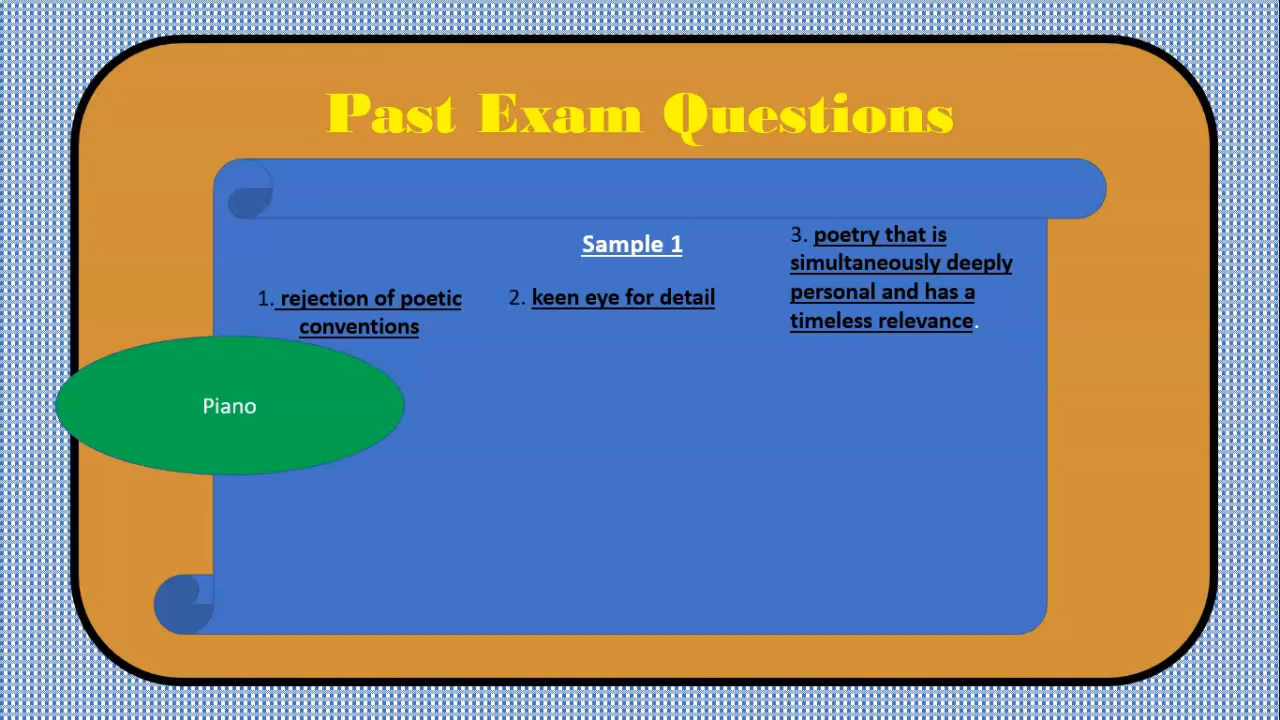 Past Exam Questions
Sample 1
1. rejection of poetic
conventions
2. keen eye for detail
3. poetry that is
simultaneously deeply
personal and has a
timeless relevance.
Piano